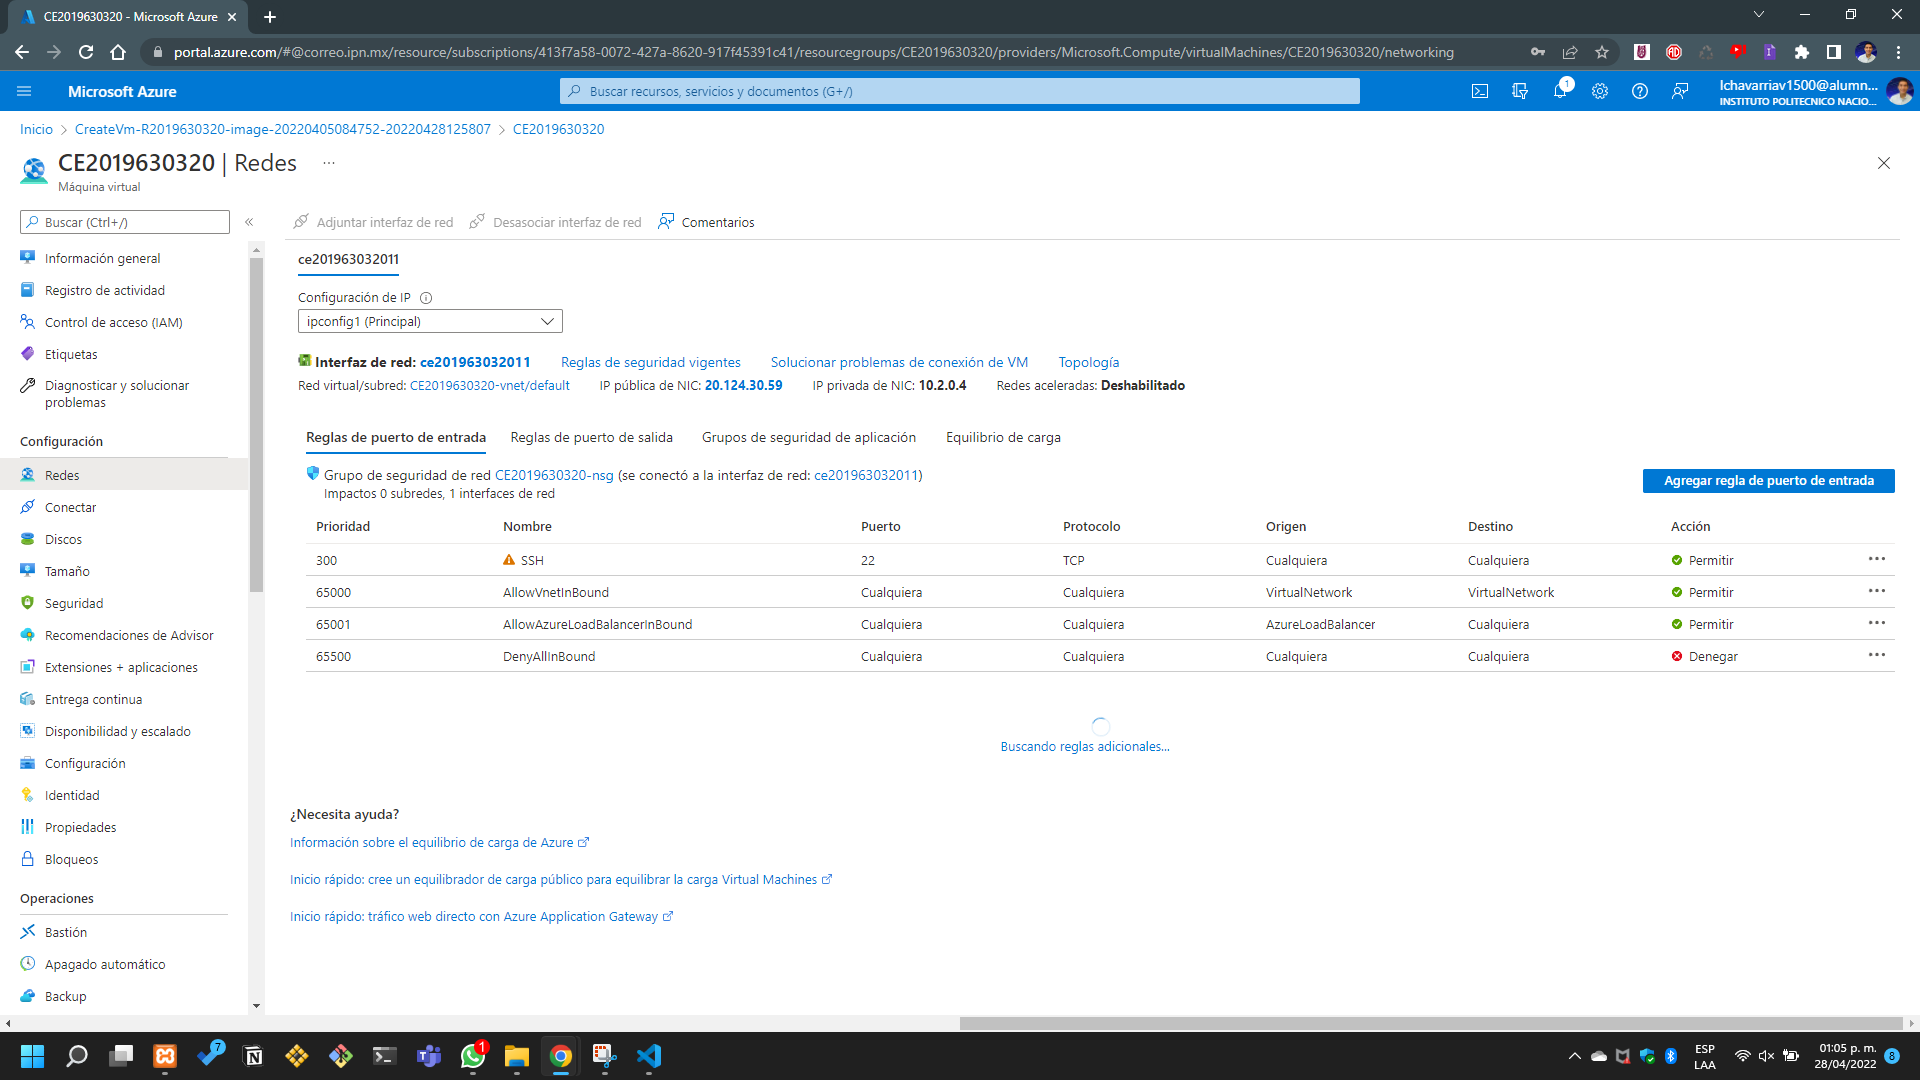 CE2019630320 - Microsoft Azure
portal.azure.com/#@correo.ipn.mx/resource/subscriptions/413f7a58-0072-427a-8620-917f45391c41/resourcegroups/CE2019630320/providers/Microsoft.Compute/virtualMachines/CE2019630320/networking
Microsoft Azure
Buscar recursos, servicios y documentos (G+/)
1
lchavarriav1500@alumn...
INSTITUTO POLITECNICO NACIO...
Inicio > CreateVm-R2019630320-image-20220405084752-20220428125807 > CE2019630320
CE2019630320 | Redes ...
Máquina virtual
Buscar (Ctrl+/)
Información general
Registro de actividad
Control de acceso (IAM)
Etiquetas
Diagnosticar y solucionar
problemas
Configuración
Redes
Conectar
Discos
Tamaño
Seguridad
Recomendaciones de Advisor
Extensiones + aplicaciones
Entrega continua
Disponibilidad y escalado
Configuración
Identidad
Propiedades
Bloqueos
Operaciones
Bastión
Apagado automático
Backup
Adjuntar interfaz de red Desasociar interfaz de red Comentarios
ce201963032011
Configuración de IP
ipconfig1 (Principal)
Interfaz de red: ce201963032011 Reglas de seguridad vigentes Solucionar problemas de conexión de VM Topología
Red virtual/subred: CE2019630320-vnet/default IP pública de NIC: 20.124.30.59 IP privada de NIC: 10.2.0.4 Redes aceleradas: Deshabilitado
Reglas de puerto de entrada Reglas de puerto de salida Grupos de seguridad de aplicación Equilibrio de carga
Grupo de seguridad de red CE2019630320-nsg (se conectó a la interfaz de red: ce201963032011)
Impactos 0 subredes, 1 interfaces de red
Agregar regla de puerto de entrada
Prioridad Nombre Puerto Protocolo Origen Destino Acción
300 SSH 22 TCP Cualquiera Cualquiera Permitir ...
65000 AllowVnetInBound Cualquiera Cualquiera VirtualNetwork VirtualNetwork Permitir ...
65001 AllowAzureLoadBalancerInBound Cualquiera Cualquiera AzureLoadBalancer Cualquiera Permitir ...
65500 DenyAllInBound Cualquiera Cualquiera Cualquiera Cualquiera Denegar ...
Buscando reglas adicionales...
¿Necesita ayuda?
Información sobre el equilibrio de carga de Azure
Inicio rápido: cree un equilibrador de carga público para equilibrar la carga Virtual Machines
Inicio rápido: tráfico web directo con Azure Application Gateway
7
1
ESP
LAA
01:05 p. m.
28/04/2022
8